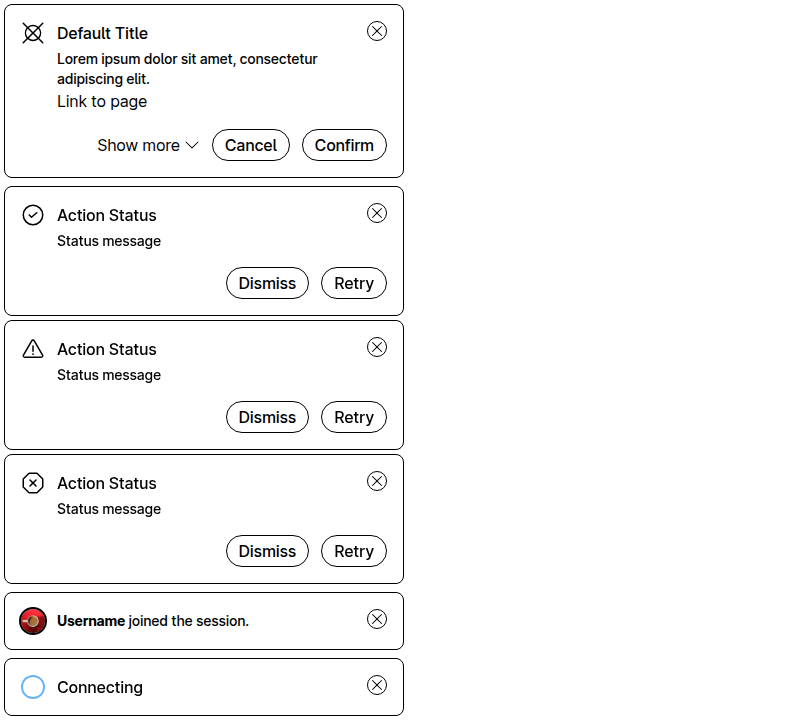 Default Title
Lorem ipsum dolor sit amet, consectetur
adipiscing elit.
Link to page
Show more Cancel Confirm
Action Status
Status message
Dismiss Retry
Action Status
Status message
Dismiss Retry
Action Status
Status message
Dismiss Retry
Username joined the session.
Connecting